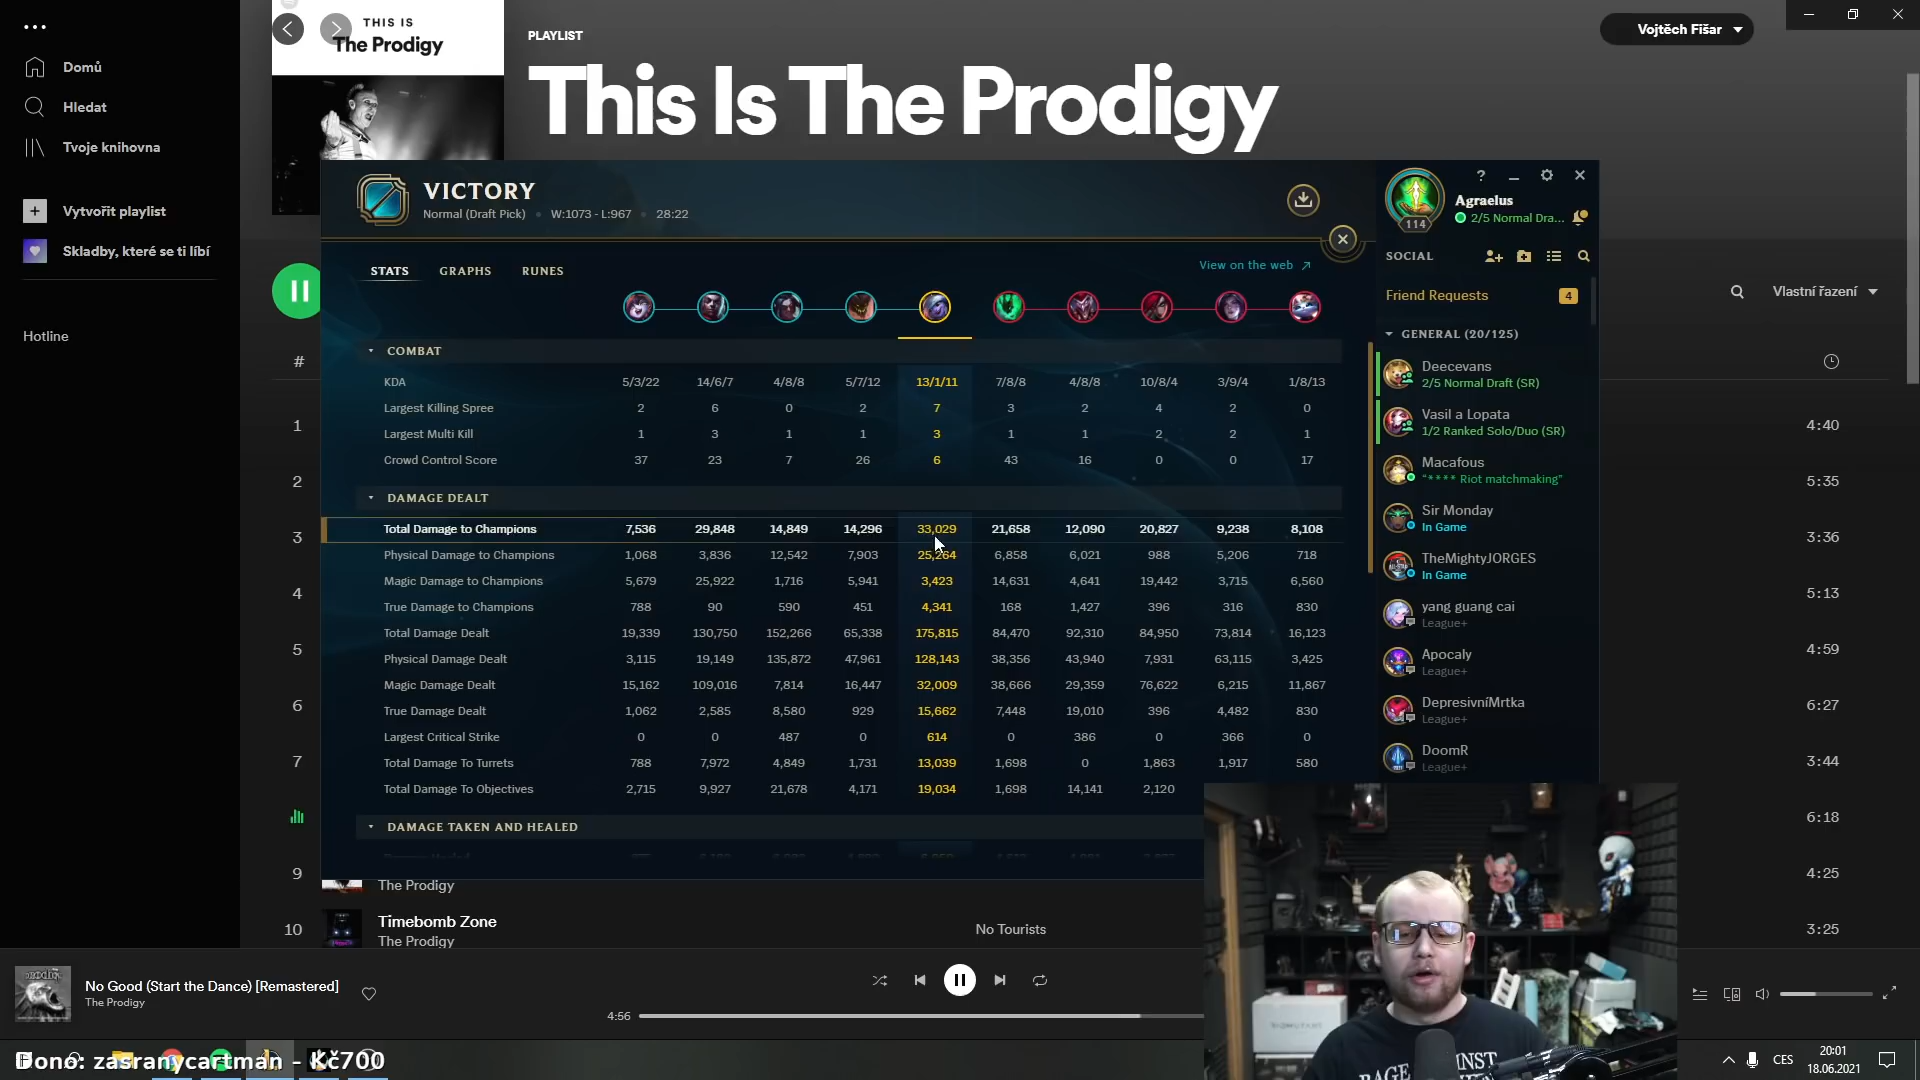 THIS IS
The Prodigy
PLAYLIST
This Is The Prodigy
Vojtěch Fišar
Domů
Hledat
Tvoje knihovna
Vytvořit playlist
Skladby, které se ti líbí
Hotline
Vlastní řazení
VICTORY
Normal (Draft Pick) • W:1073 - L:967 • 28:22
STATS GRAPHS RUNES
View on the web
COMBAT
KDA 5/3/22 14/6/7 4/8/8 5/7/12 13/1/11 7/8/8 4/8/8 10/8/4 3/9/4 1/8/13
Largest Killing Spree 2 6 0 2 7 3 2 4 2 0
Largest Multi Kill 1 3 1 1 3 1 1 2 2 1
Crowd Control Score 37 23 7 26 6 43 16 0 0 17
DAMAGE DEALT
Total Damage to Champions 7,536 29,848 14,849 14,296 33,029 21,658 12,090 20,827 9,238 8,108
Physical Damage to Champions 1,068 3,836 12,542 7,903 25,264 6,858 6,021 988 5,206 718
Magic Damage to Champions 5,679 25,922 1,716 5,941 3,423 14,631 4,641 19,442 3,715 6,560
True Damage to Champions 788 90 590 451 4,341 168 1,427 396 316 830
Total Damage Dealt 19,339 130,750 152,266 65,338 175,815 84,470 92,310 84,950 73,814 16,123
Physical Damage Dealt 3,115 19,149 135,872 47,961 128,143 38,356 43,940 7,931 63,115 3,425
Magic Damage Dealt 15,162 109,016 7,814 16,447 32,009 38,666 29,359 76,622 6,215 11,867
True Damage Dealt 1,062 2,585 8,580 929 15,662 7,448 19,010 396 4,482 830
Largest Critical Strike 0 0 487 0 614 0 386 0 366 0
Total Damage To Turrets 788 7,972 4,849 1,731 13,039 1,698 0 1,863 1,917 580
Total Damage To Objectives 2,715 9,927 21,678 4,171 19,034 1,698 14,141 2,120
DAMAGE TAKEN AND HEALED
?
114
Agraelus
2/5 Normal Dra...
SOCIAL
Friend Requests 4
GENERAL (20/125)
Deecevans
2/5 Normal Draft (SR)
Vasil a Lopata
1/2 Ranked Solo/Duo (SR)
Macafous
"**** Riot matchmaking"
Sir Monday
In Game
TheMightyJORGES
In Game
yang guang cai
League+
Apocaly
League+
DepresivníMrtka
League+
DoomR
League+
#
1 4:40
2 5:35
3 3:36
4 5:13
5 4:59
6 6:27
7 3:44
6:18
9 The Prodigy 4:25
10 Timebomb Zone No Tourists 3:25
The Prodigy
No Good (Start the Dance) [Remastered]
The Prodigy
4:56
Dono: zasranycartman - Kč700
CES
20:01
18.06.2021